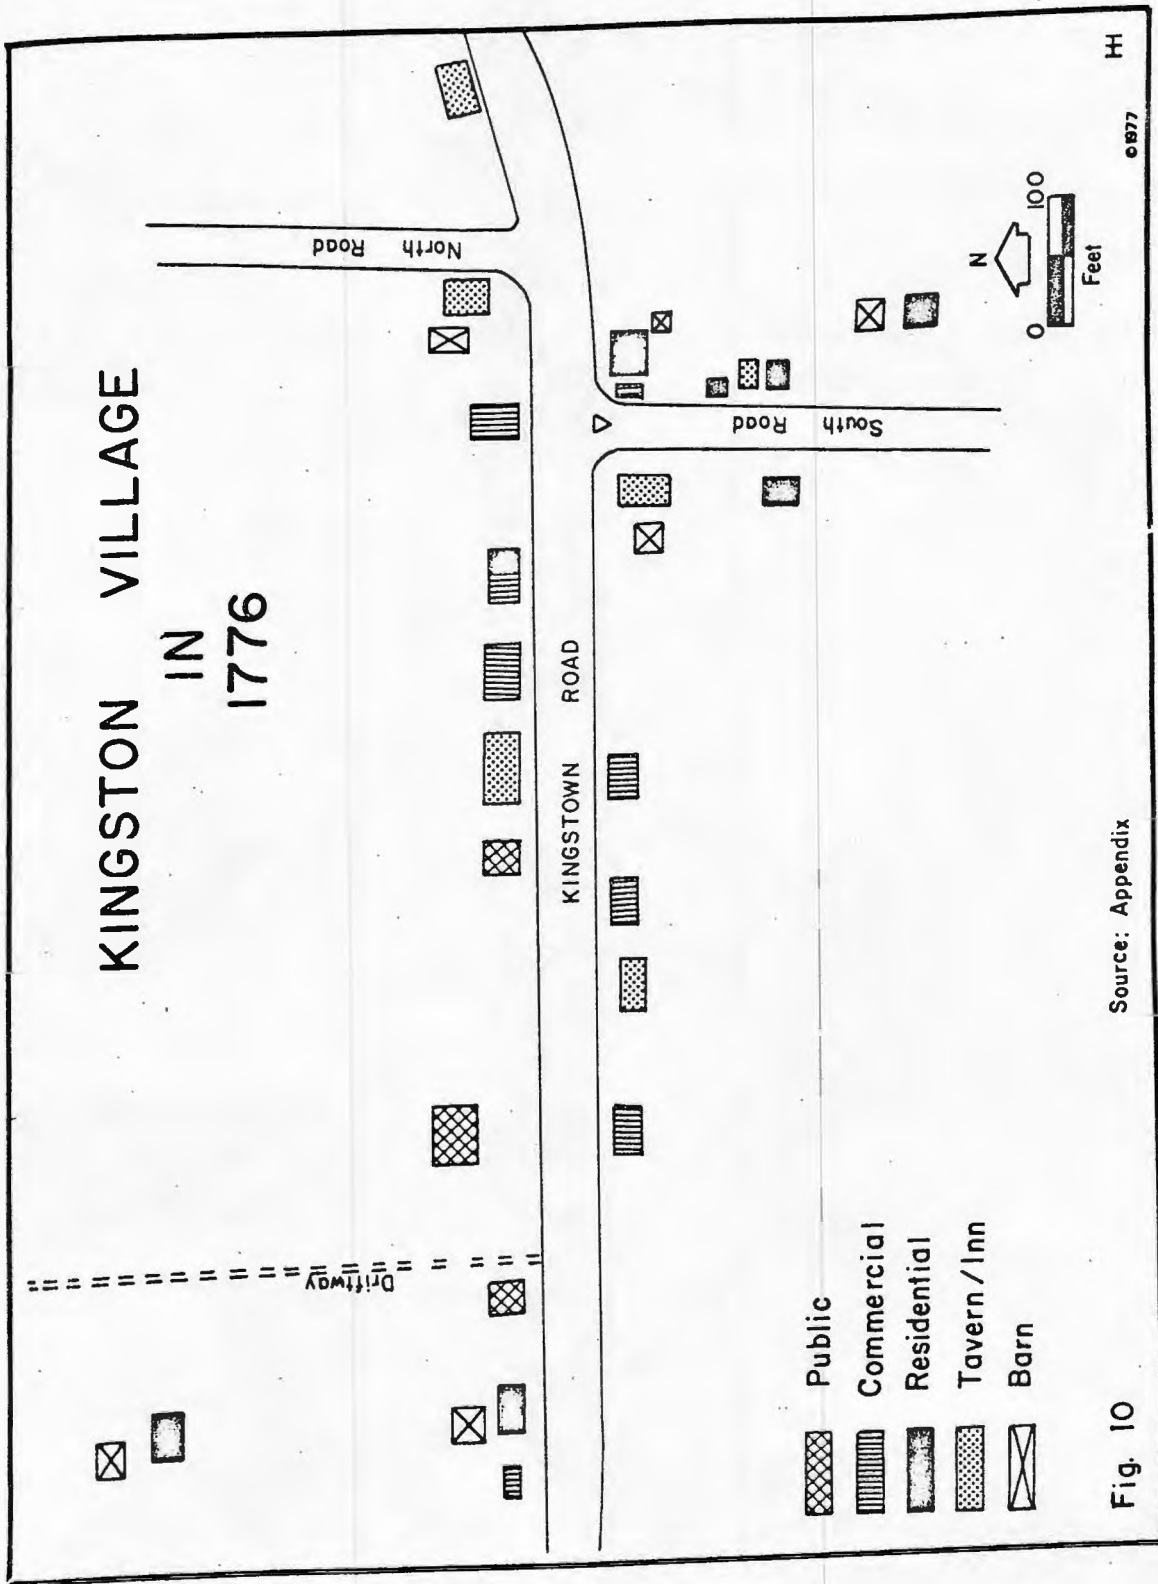 KINGSTON VILLAGE
IN
1776
North Road
Driftway
KINGSTOWN ROAD
South Road
Public
Commercial
Residential
Tavern/Inn
Barn
N
0 100
Feet
Fig. 10
Source: Appendix
©1977
HH